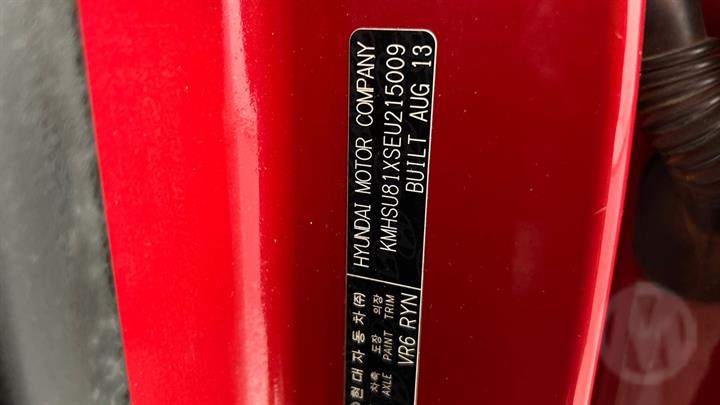 HYUNDAI MOTOR COMPANY
KMHSU81XSEU215009
BUILT AUG 13
현대자동차(주)
차축 도장 의장
AXLE PAINT TRIM
VR6 RYN